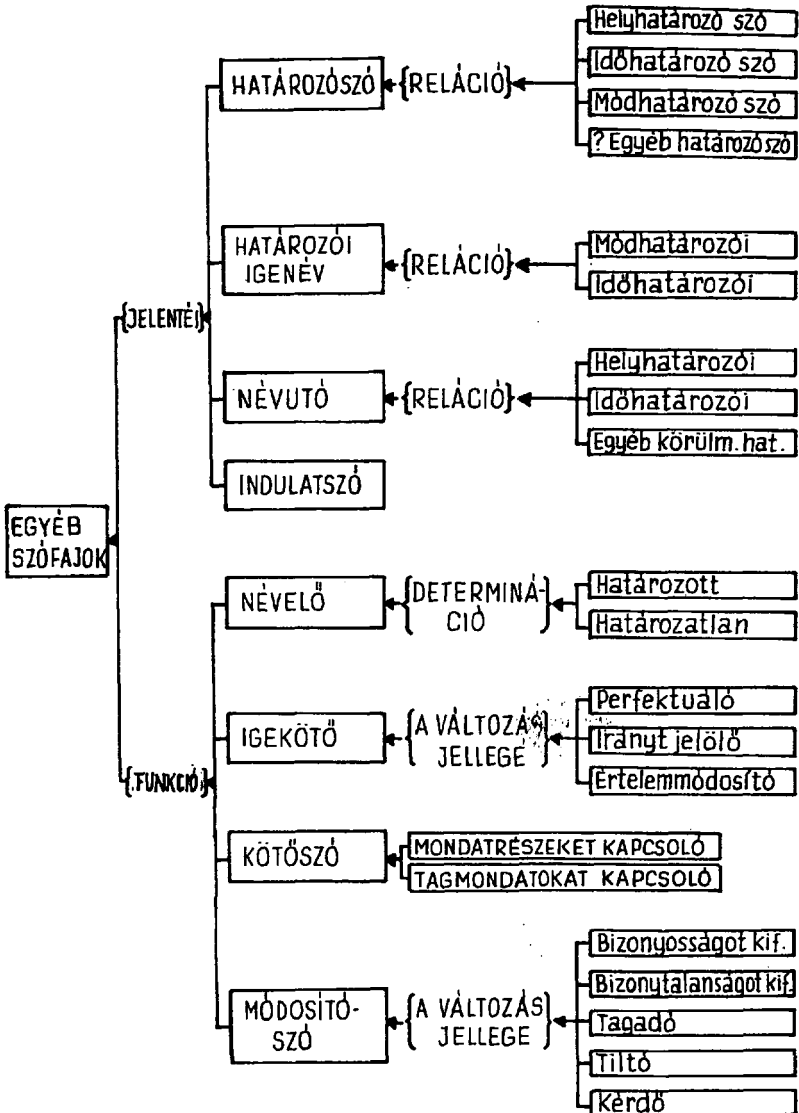 Helyhatározó szó
Időhatározó szó
HATÁROZÓSZÓ
{RELÁCIÓ}
Módhatározó szó
? Egyéb határozószó
HATÁROZÓI
IGENÉV
{RELÁCIÓ}
Módhatározói
Időhatározói
{JELENTÉS}
NÉVUTÓ
{RELÁCIÓ}
Helyhatározói
Időhatározói
Egyéb körülm. hat.
INDULATSZÓ
EGYÉB
SZÓFAJOK
NÉVELŐ
{DETERMINÁ-
CIÓ}
Határozott
Határozatlan
IGEKÖTŐ
{A VÁLTOZÁS
JELLEGE}
Perfektuáló
Irányt jelölő
Értelemmódosító
{FUNKCIÓ}
KÖTŐSZÓ
MONDATRÉSZEKET KAPCSOLÓ
TAGMONDATOKAT KAPCSOLÓ
MÓDOSÍTÓ-
SZÓ
{A VÁLTOZÁS
JELLEGE}
Bizonyosságot kif.
Bizonytalanságot kif.
Tagadó
Tiltó
Kérdő